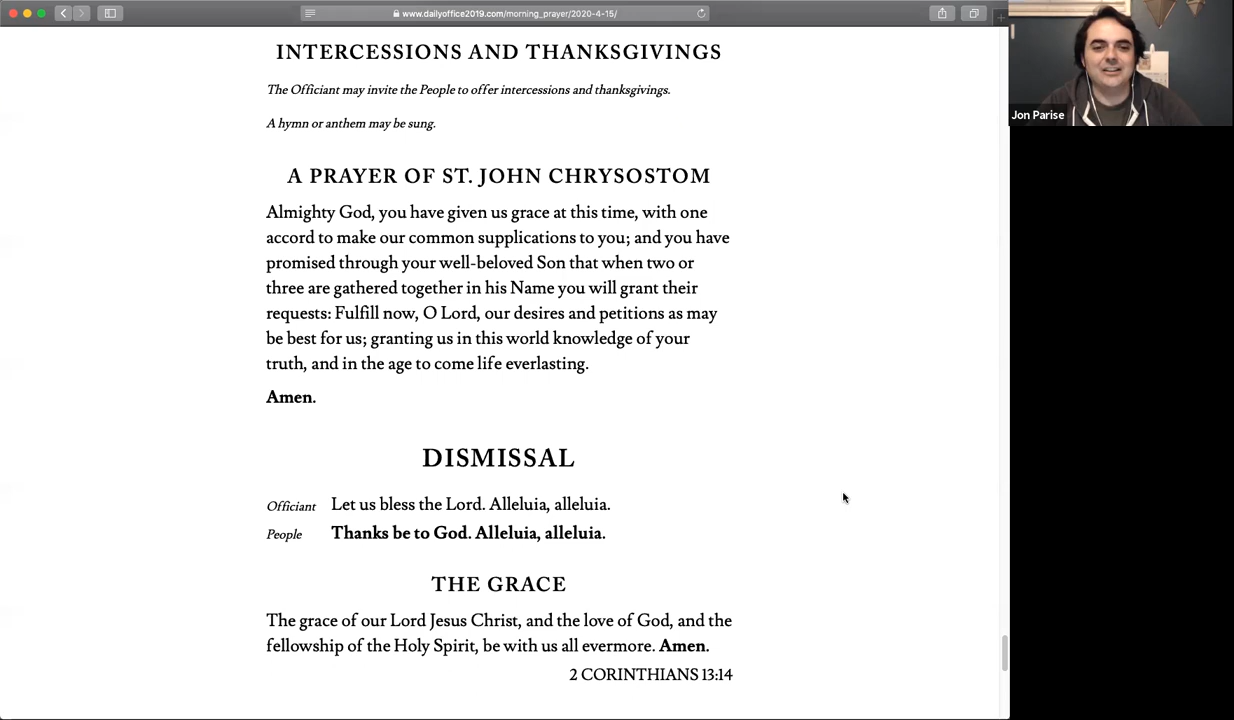 www.dailyoffice2019.com/morning_prayer/2020-4-15/
INTERCESSIONS AND THANKSGIVINGS
The Officiant may invite the People to offer intercessions and thanksgivings.
A hymn or anthem may be sung.
A PRAYER OF ST. JOHN CHRYSOSTOM
Almighty God, you have given us grace at this time, with one
accord to make our common supplications to you; and you have
promised through your well-beloved Son that when two or
three are gathered together in his Name you will grant their
requests: Fulfill now, O Lord, our desires and petitions as may
be best for us; granting us in this world knowledge of your
truth, and in the age to come life everlasting.
Amen.
DISMISSAL
Officiant Let us bless the Lord. Alleluia, alleluia.
People Thanks be to God. Alleluia, alleluia.
THE GRACE
The grace of our Lord Jesus Christ, and the love of God, and the
fellowship of the Holy Spirit, be with us all evermore. Amen.
2 CORINTHIANS 13:14
Jon Parise